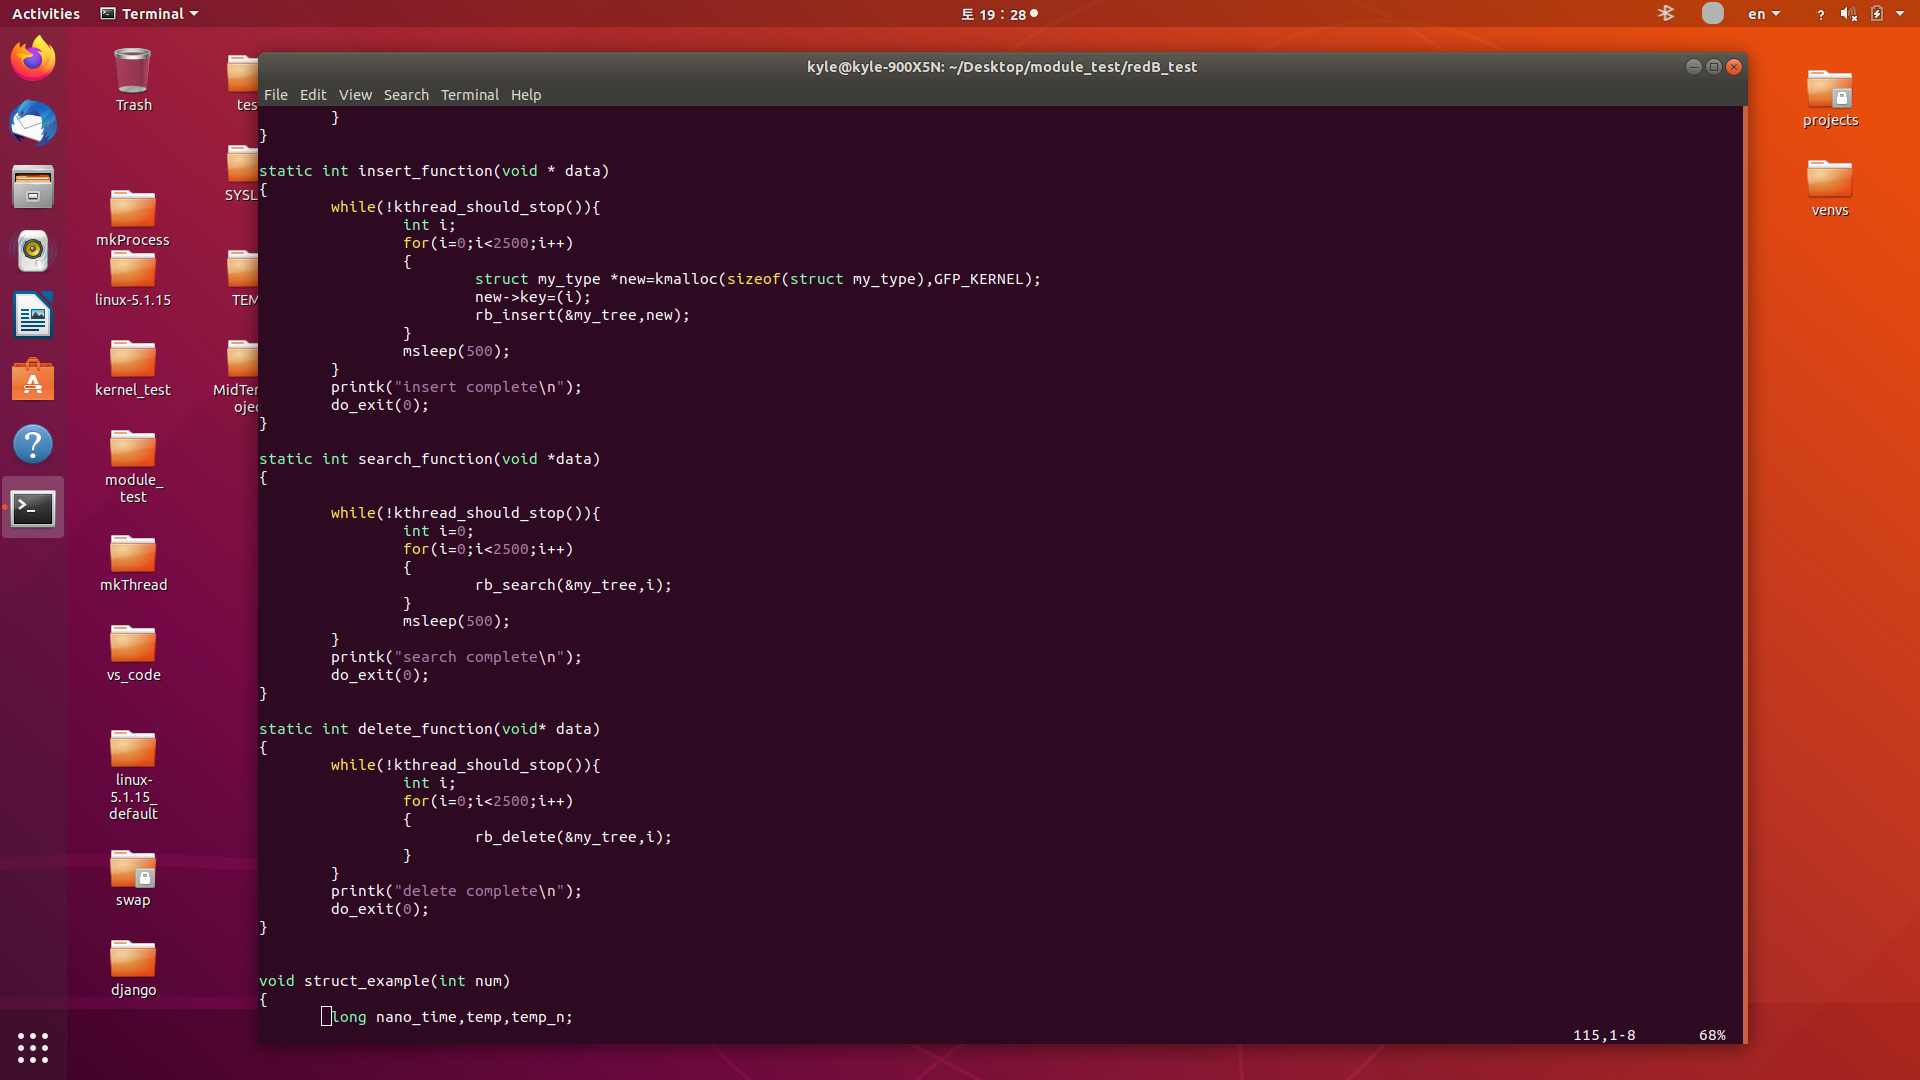 Activities
Terminal
토 19 : 28
en
?
Trash
tes
SYSL
mkProcess
linux-5.1.15
TEM
kernel_test
MidTer
ojec
module_
test
mkThread
vs_code
linux-
5.1.15_
default
swap
django
projects
venvs
kyle@kyle-900X5N: ~/Desktop/module_test/redB_test
File Edit View Search Terminal Help
        }
}
static int insert_function(void * data)
{
        while(!kthread_should_stop()){
                int i;
                for(i=0;i<2500;i++)
                {
                        struct my_type *new=kmalloc(sizeof(struct my_type),GFP_KERNEL);
                        new->key=(i);
                        rb_insert(&my_tree,new);
                }
                msleep(500);
        }
        printk("insert complete\n");
        do_exit(0);
}
static int search_function(void *data)
{
        while(!kthread_should_stop()){
                int i=0;
                for(i=0;i<2500;i++)
                {
                        rb_search(&my_tree,i);
                }
                msleep(500);
        }
        printk("search complete\n");
        do_exit(0);
}
static int delete_function(void* data)
{
        while(!kthread_should_stop()){
                int i;
                for(i=0;i<2500;i++)
                {
                        rb_delete(&my_tree,i);
                }
        }
        printk("delete complete\n");
        do_exit(0);
}
void struct_example(int num)
{
        long nano_time,temp,temp_n;
115,1-8 68%